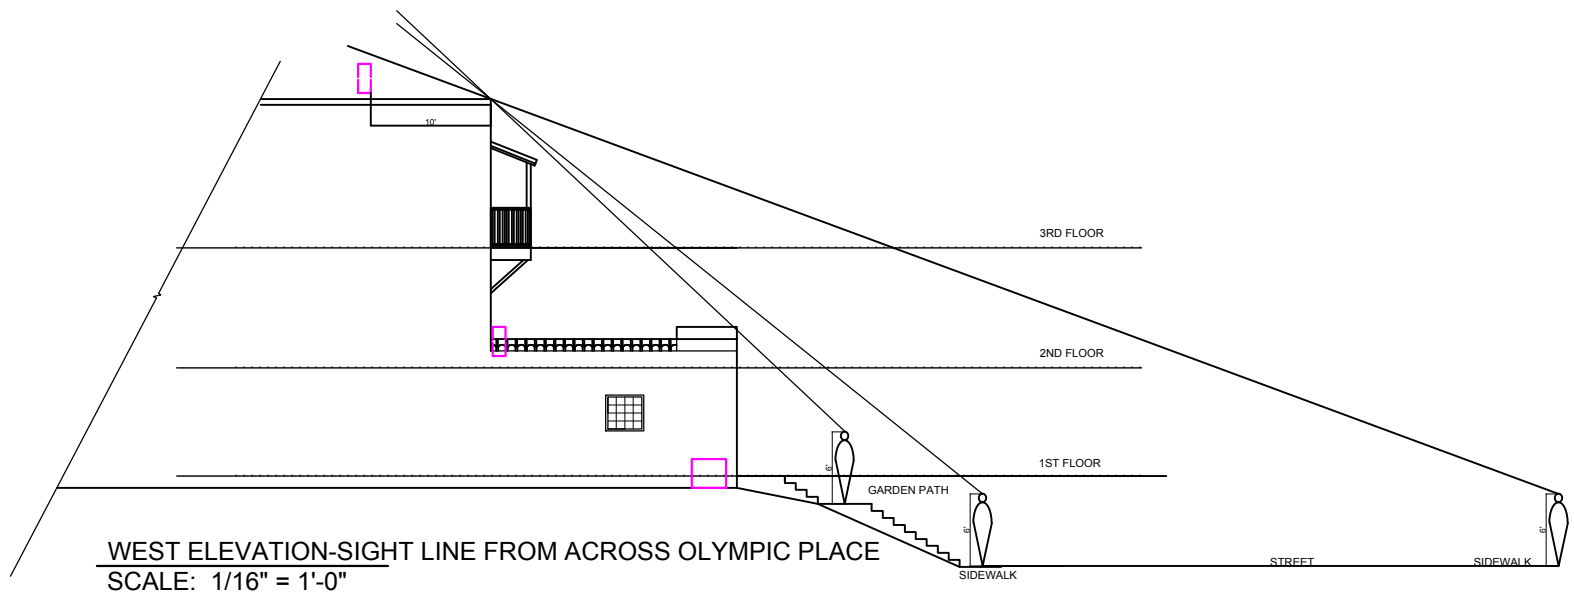 10'
3RD FLOOR
2ND FLOOR
1ST FLOOR
6'
GARDEN PATH
6'
6'
WEST ELEVATION-SIGHT LINE FROM ACROSS OLYMPIC PLACE
SCALE: 1/16" = 1'-0"
SIDEWALK
STREET
SIDEWALK